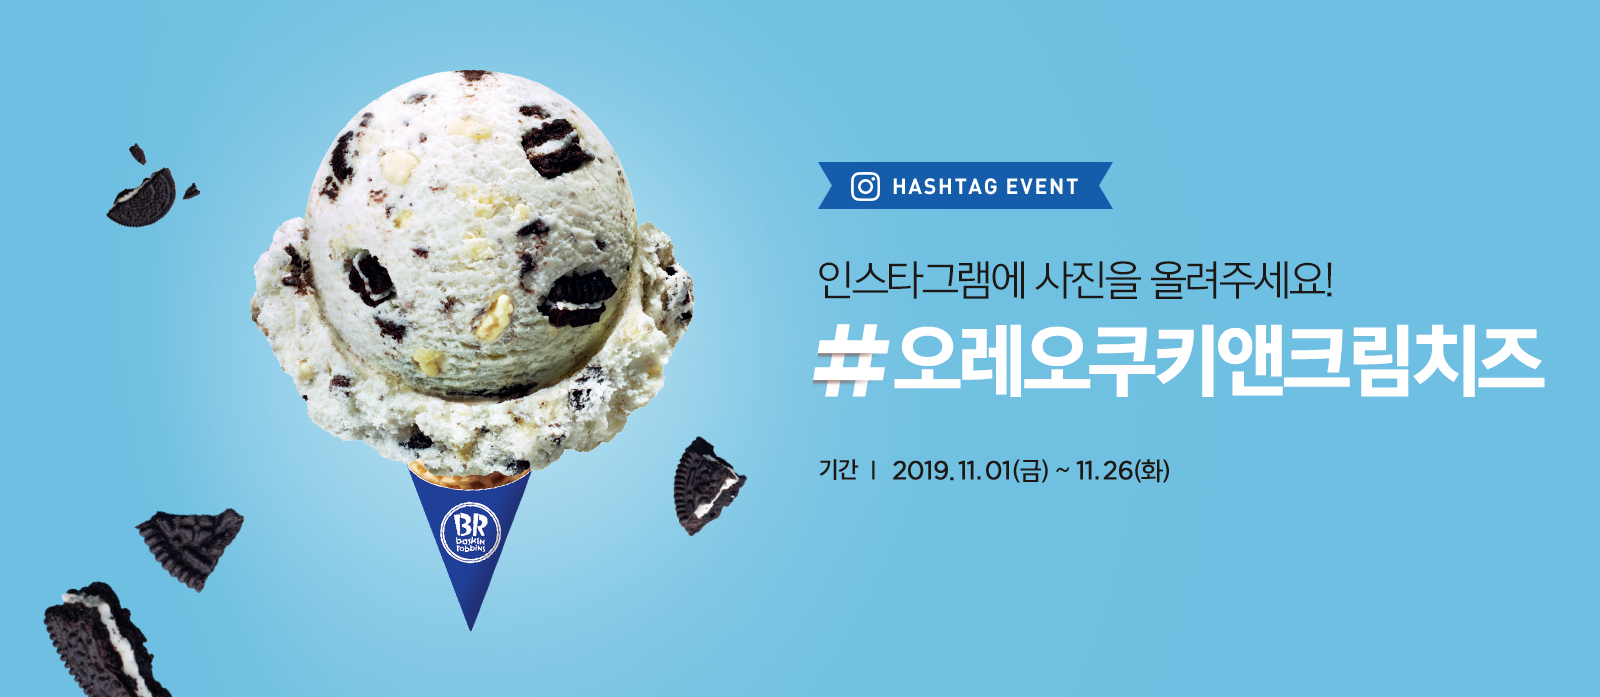 HASHTAG EVENT
인스타그램에 사진을 올려주세요!
#오레오쿠키앤크림치즈
기간 | 2019.11.01(금) ~ 11.26(화)
BR
baskin
robbins